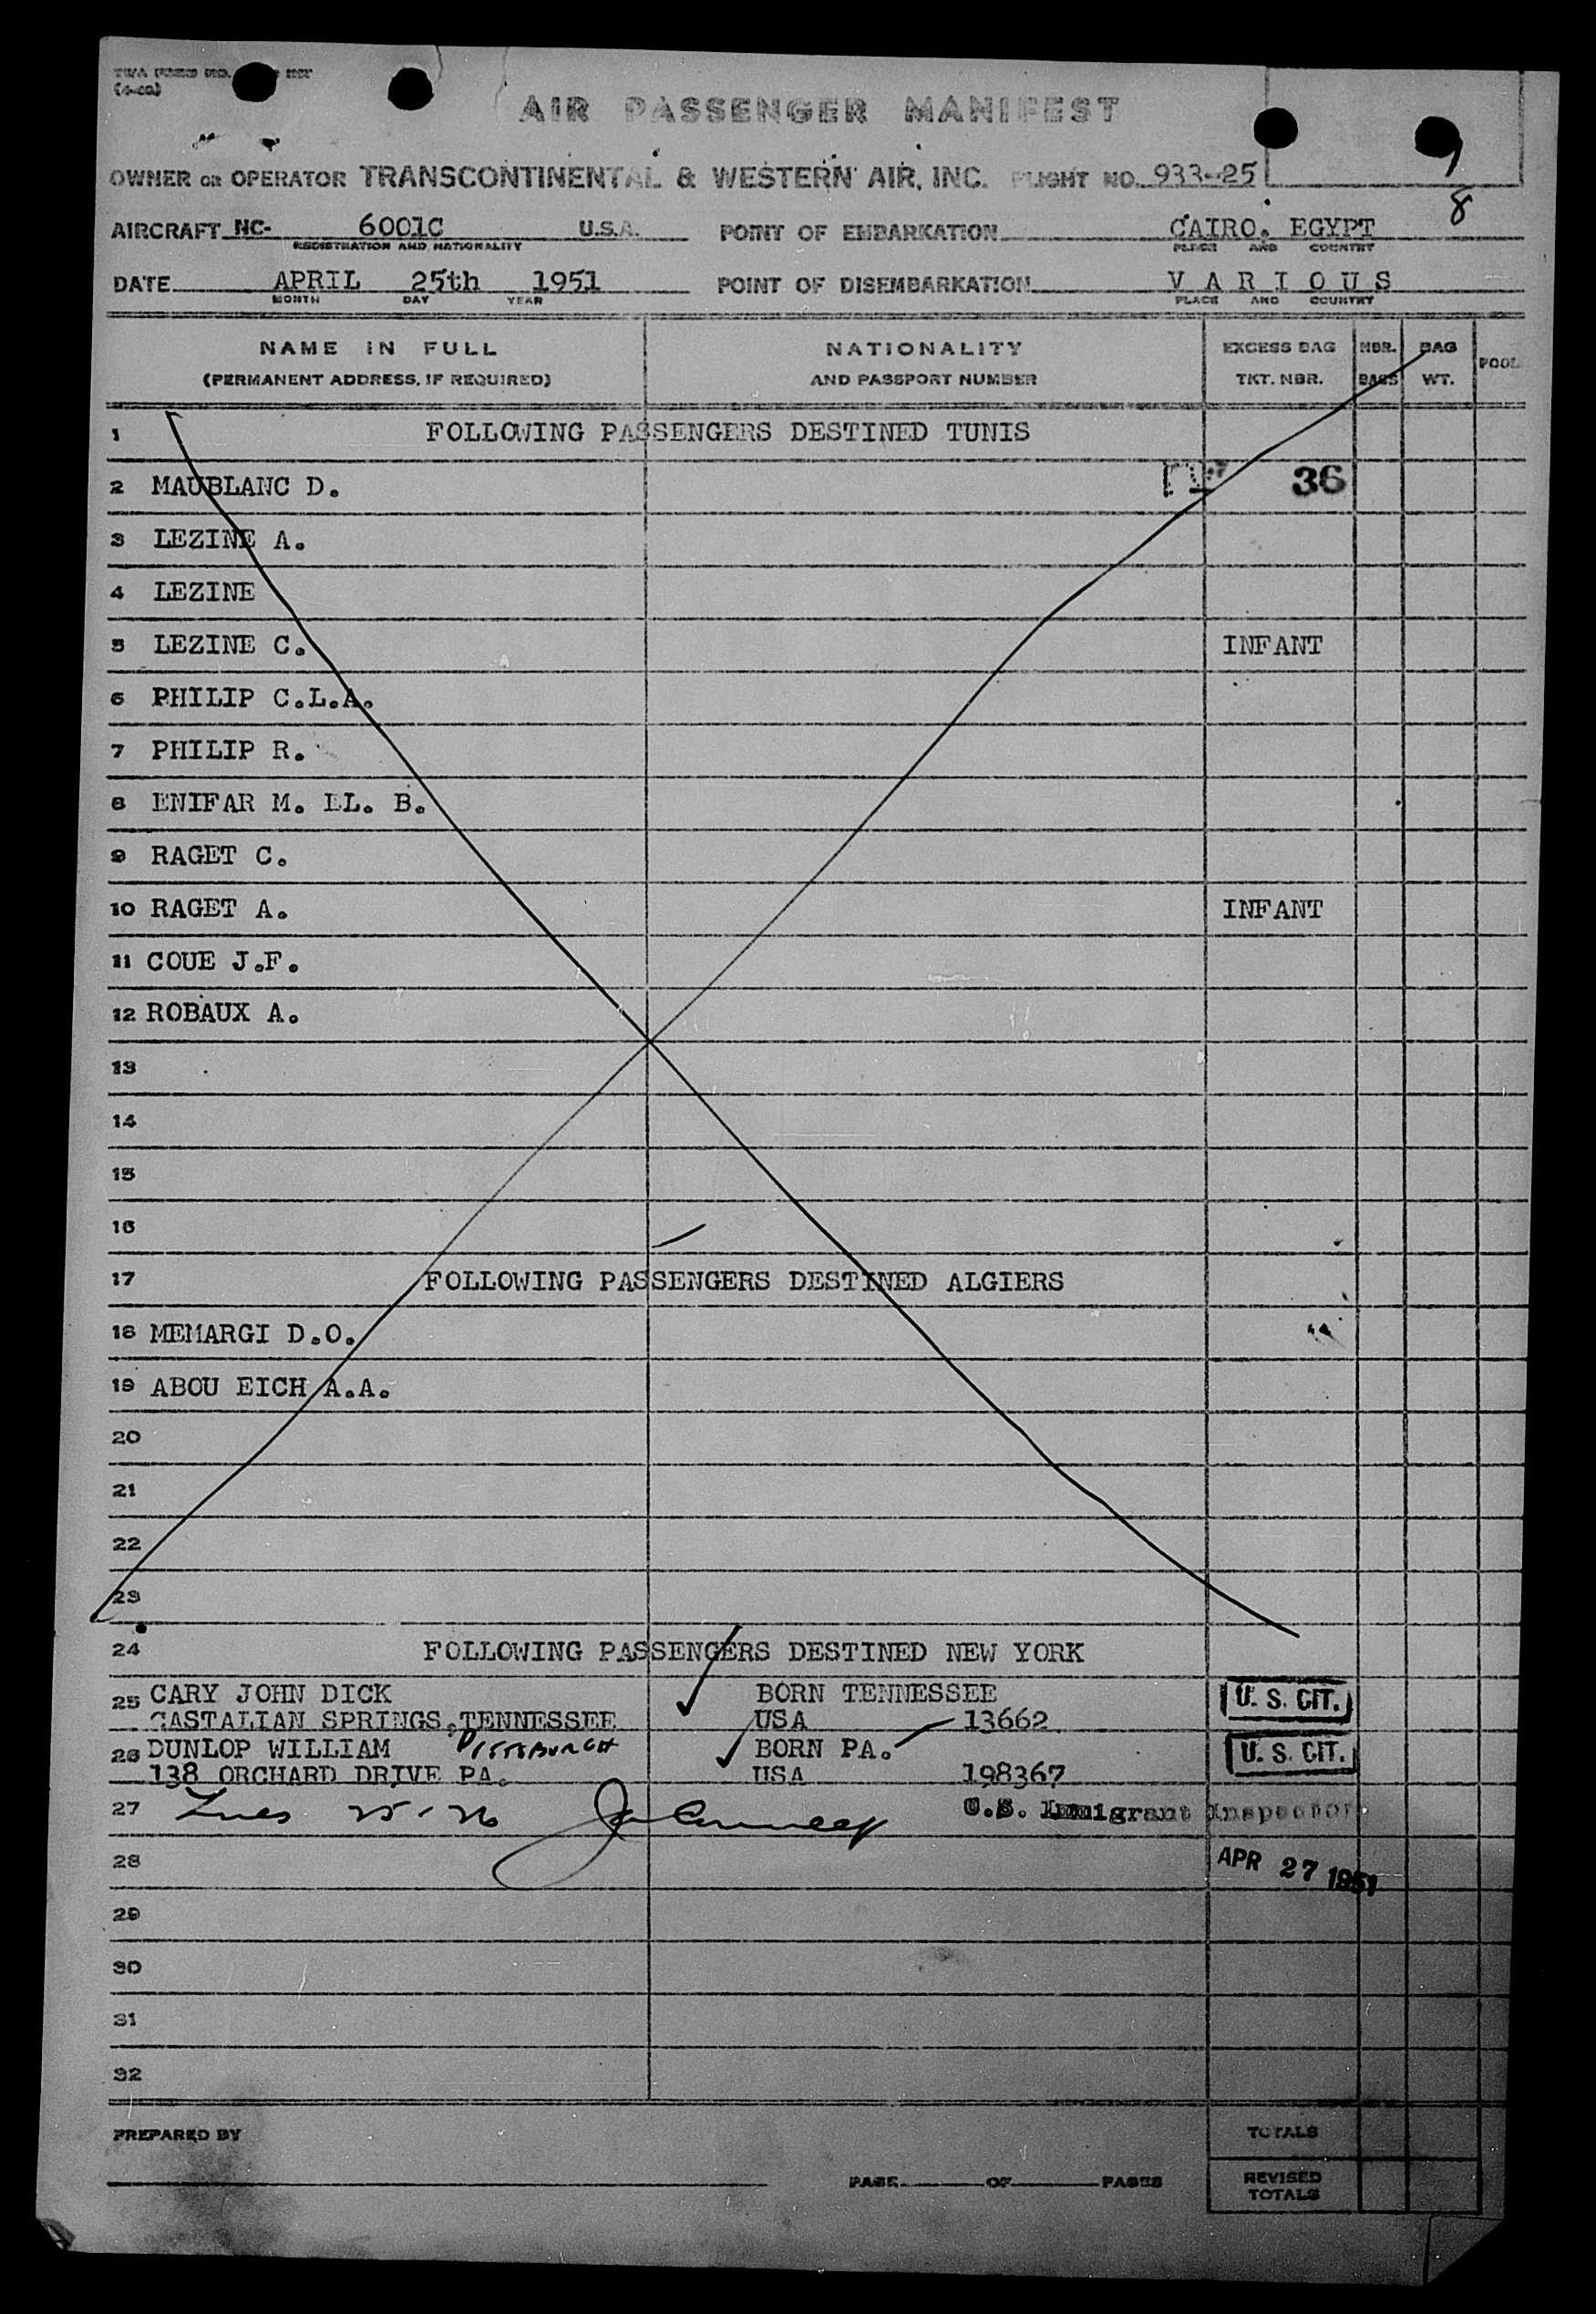 (4-49)
AIR PASSENGER MANIFEST
OWNER OR OPERATOR TRANSCONTINENTAL & WESTERN AIR, INC. FLIGHT NO. 933-25
8
AIRCRAFT NC- 6001C U.S.A. POINT OF EMBARKATION CAIRO, EGYPT
REGISTRATION AND NATIONALITY PLACE AND COUNTRY
DATE APRIL 25th 1951 POINT OF DISEMBARKATION VARIOUS
MONTH DAY YEAR PLACE AND COUNTRY
NAME IN FULL NATIONALITY EXCESS BAG NBR. BAG POOL
(PERMANENT ADDRESS, IF REQUIRED) AND PASSPORT NUMBER TKT. NBR. BAGS WT.
1 FOLLOWING PASSENGERS DESTINED TUNIS
2 MAUBLANC D. 36
3 LEZINE A.
4 LEZINE
5 LEZINE C. INFANT
6 PHILIP C.L.A.
7 PHILIP R.
8 ENIFAR M. EL. B.
9 RAGET C.
10 RAGET A. INFANT
11 COUE J.F.
12 ROBAUX A.
13
14
15
16
17 FOLLOWING PASSENGERS DESTINED ALGIERS
18 MEMARGI D.O.
19 ABOU EICH A.A.
20
21
22
23
24 FOLLOWING PASSENGERS DESTINED NEW YORK
25 CARY JOHN DICK BORN TENNESSEE U. S. CIT.
CASTALIAN SPRINGS, TENNESSEE USA 13662
26 DUNLOP WILLIAM PITTSBURGH BORN PA. U. S. CIT.
138 ORCHARD DRIVE PA. USA 198367
27 Lines 25-26 U.S. Immigrant Inspector
28 APR 27 1951
29
30
31
32
PREPARED BY TOTALS
PAGE OF PAGES REVISED
TOTALS